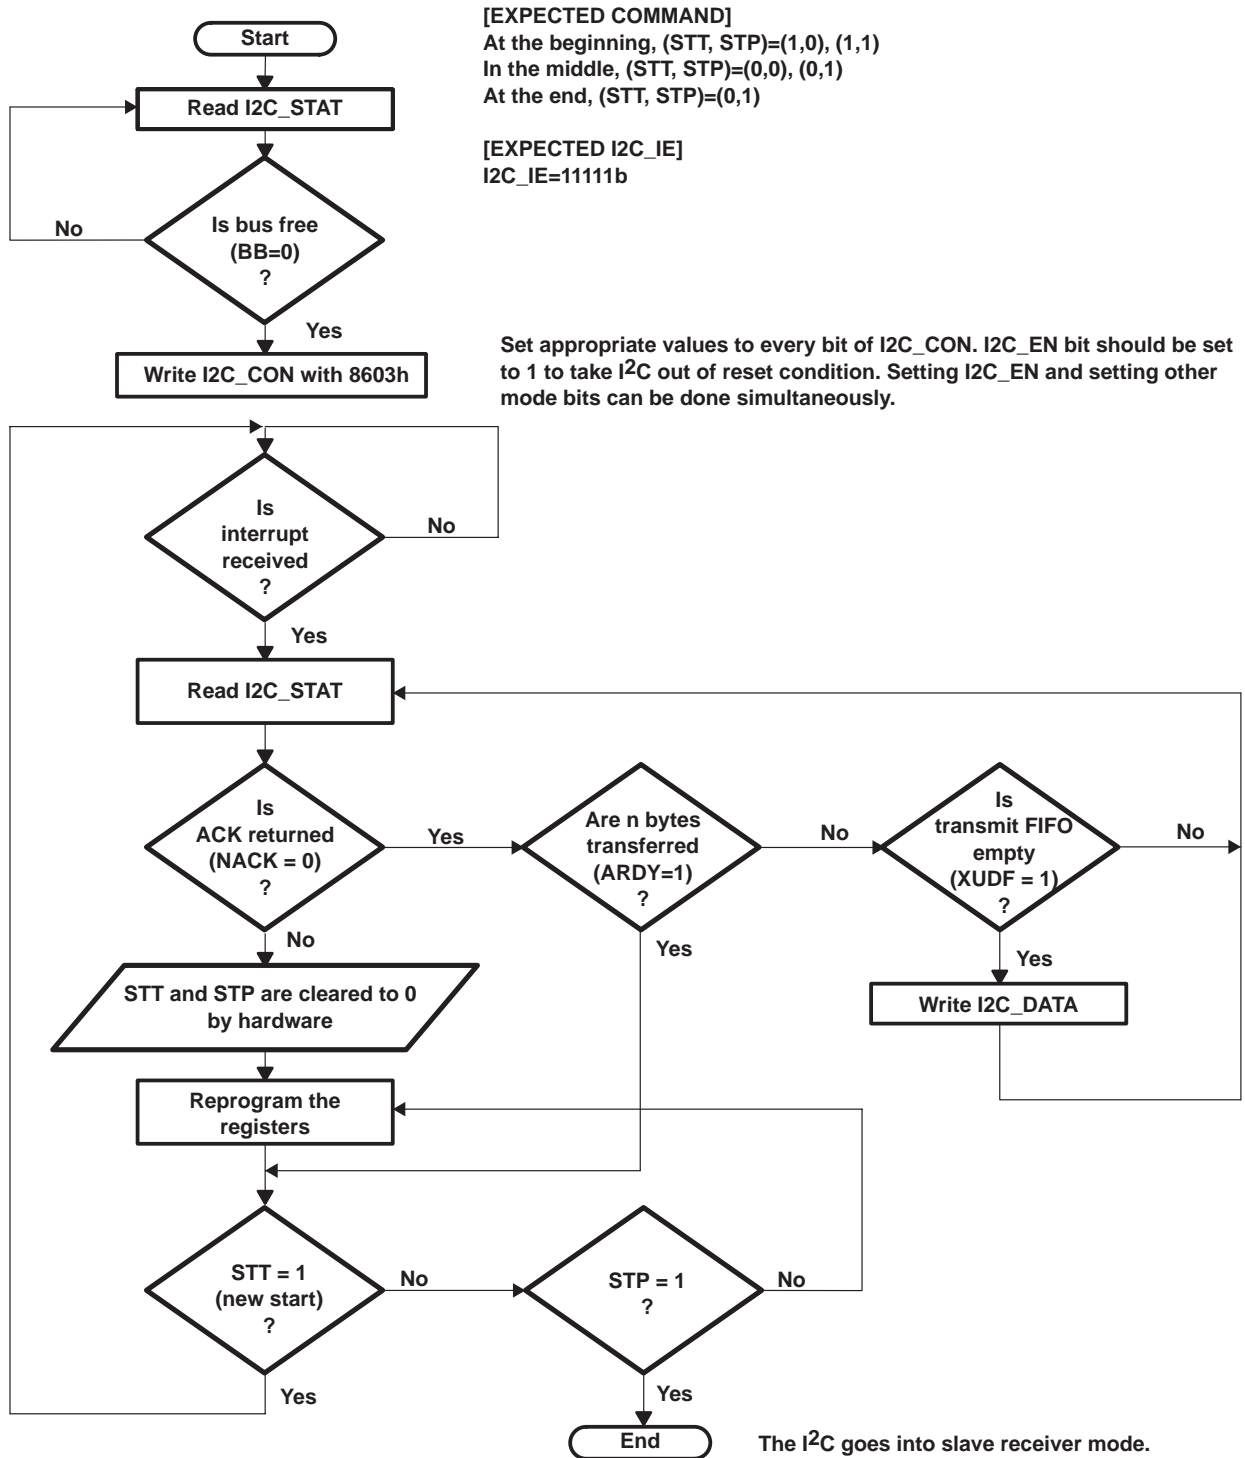 Start
[EXPECTED COMMAND]
At the beginning, (STT, STP)=(1,0), (1,1)
In the middle, (STT, STP)=(0,0), (0,1)
At the end, (STT, STP)=(0,1)
[EXPECTED I2C_IE]
I2C_IE=11111b
Read I2C_STAT
Is bus free
(BB=0)
?
No
Yes
Write I2C_CON with 8603h
Set appropriate values to every bit of I2C_CON. I2C_EN bit should be set
to 1 to take I2C out of reset condition. Setting I2C_EN and setting other
mode bits can be done simultaneously.
Is
interrupt
received
?
No
Yes
Read I2C_STAT
Is
ACK returned
(NACK = 0)
?
Yes
Are n bytes
transferred
(ARDY=1)
?
No
Is
transmit FIFO
empty
(XUDF = 1)
?
No
No
Yes
Yes
STT and STP are cleared to 0
by hardware
Write I2C_DATA
Reprogram the
registers
STT = 1
(new start)
?
No
STP = 1
?
No
Yes
Yes
End
The I2C goes into slave receiver mode.